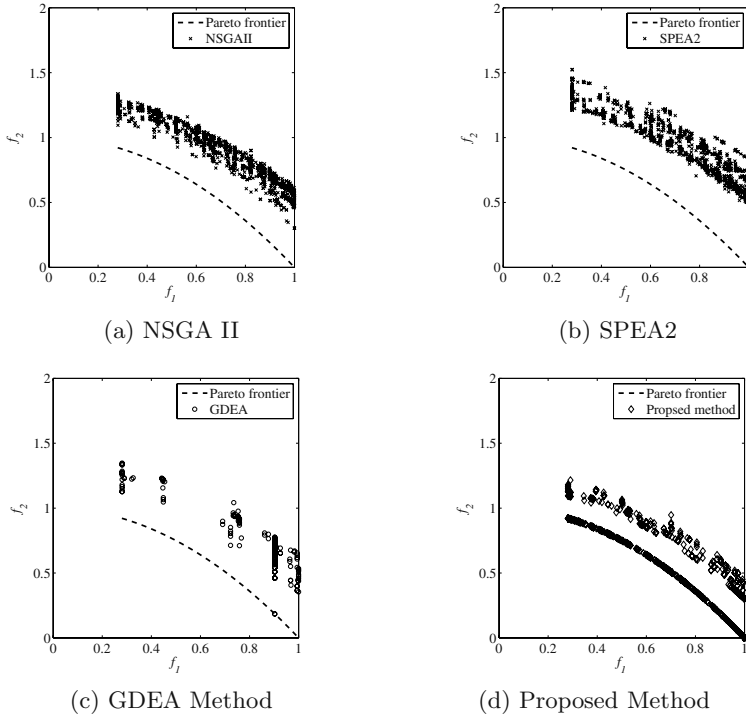 2
Pareto frontier
NSGAII
1.5
1
f2
0.5
0
0 0.2 0.4 0.6 0.8 1
f1
(a) NSGA II
2
Pareto frontier
SPEA2
1.5
1
f2
0.5
0
0 0.2 0.4 0.6 0.8 1
f1
(b) SPEA2
2
Pareto frontier
GDEA
1.5
1
f2
0.5
0
0 0.2 0.4 0.6 0.8 1
f1
(c) GDEA Method
2
Pareto frontier
Propsed method
1.5
1
f2
0.5
0
0 0.2 0.4 0.6 0.8 1
f1
(d) Proposed Method